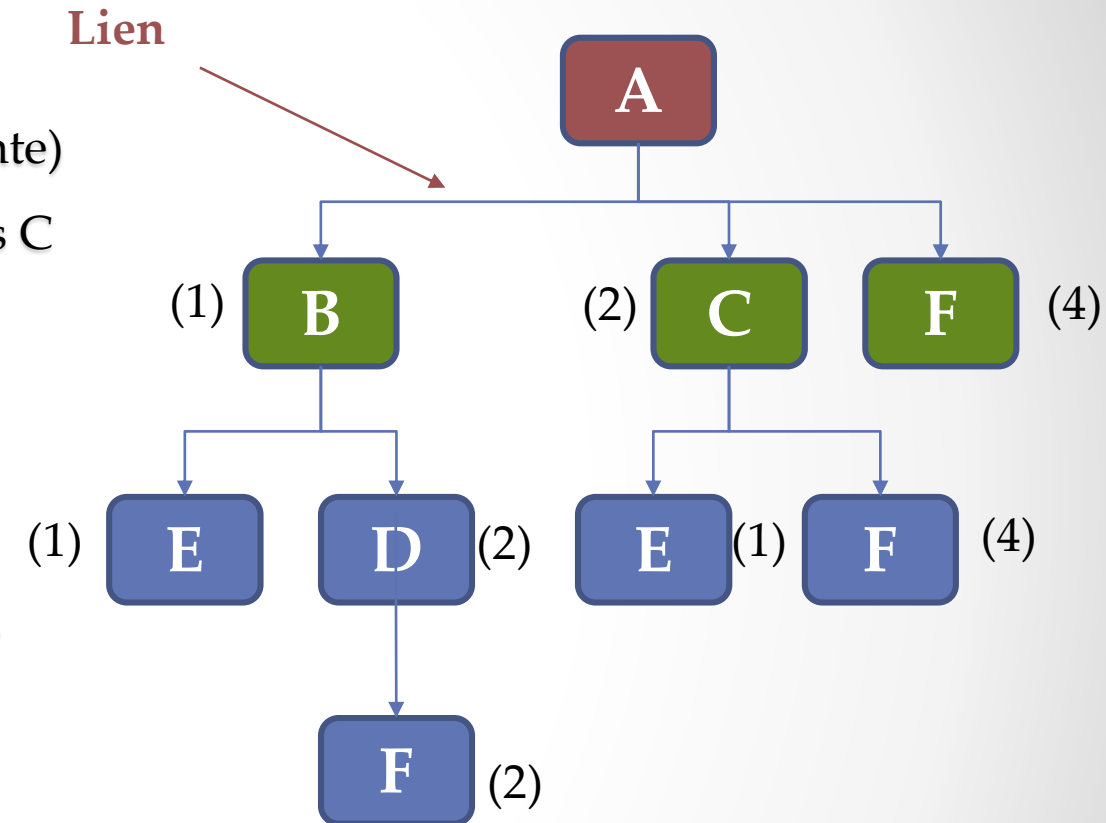 Lien
A
nte)
s C
(1) B (2) C F (4)
(1) E D (2) E (1) F (4)
F (2)